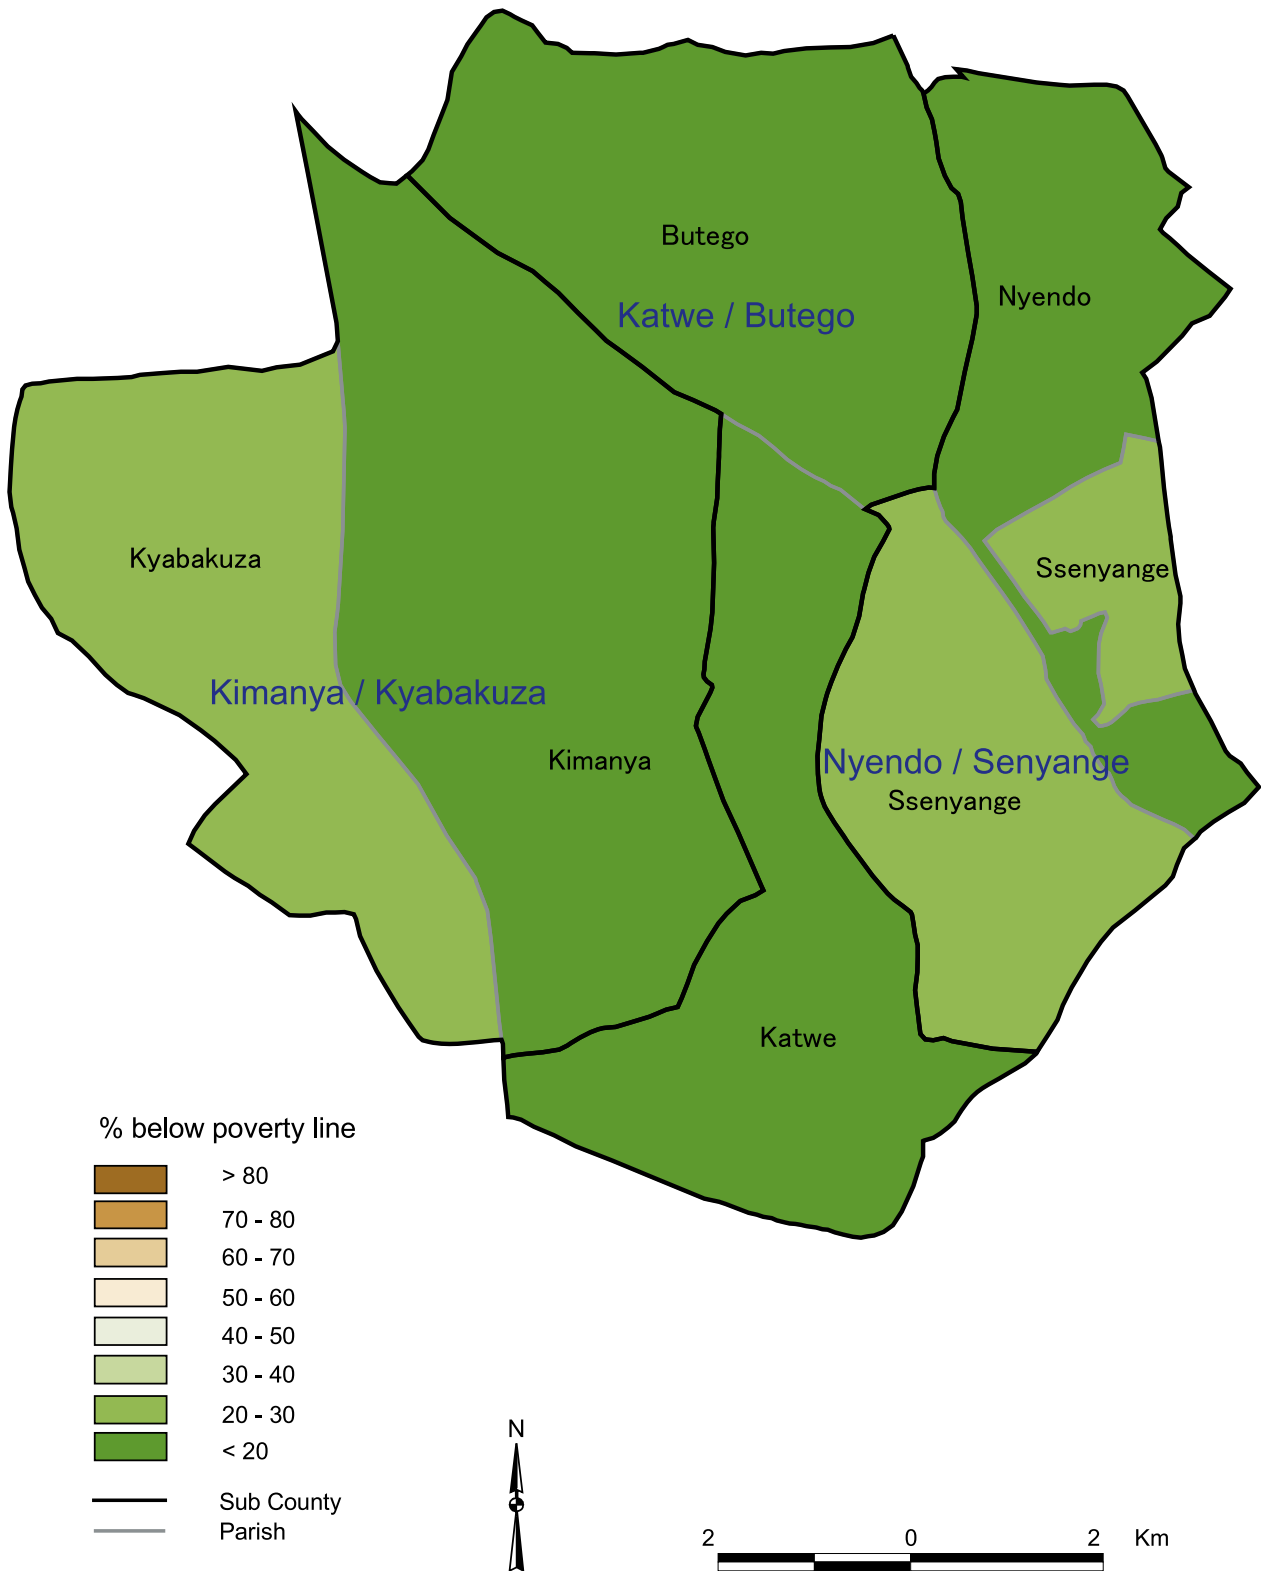 Butego
Katwe / Butego
Nyendo
Kyabakuza
Ssenyange
Kimanya / Kyabakuza
Kimanya
Nyendo / Senyange
Ssenyange
Katwe
% below poverty line
> 80
70 - 80
60 - 70
50 - 60
40 - 50
30 - 40
20 - 30
< 20
Sub County
Parish
N
2 0 2 Km